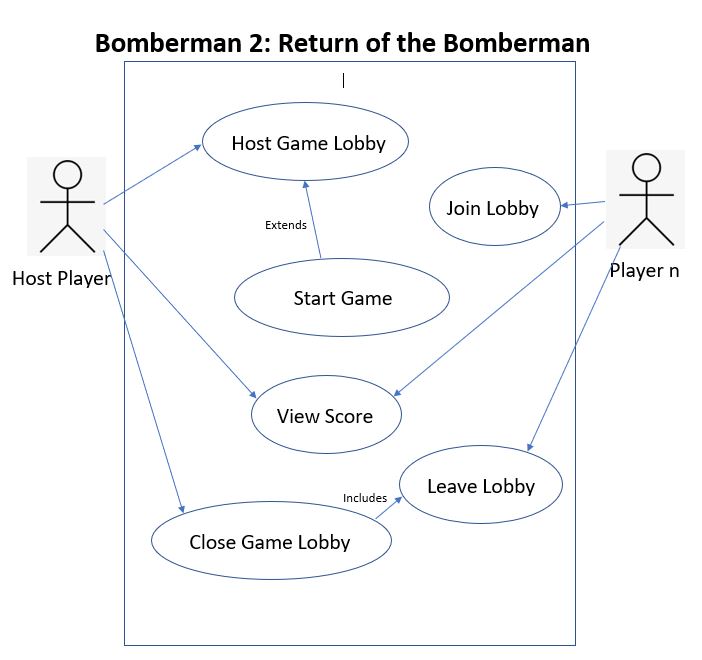 Bomberman 2: Return of the Bomberman
Host Game Lobby
Join Lobby
Extends
Host Player
Player n
Start Game
View Score
Leave Lobby
Includes
Close Game Lobby